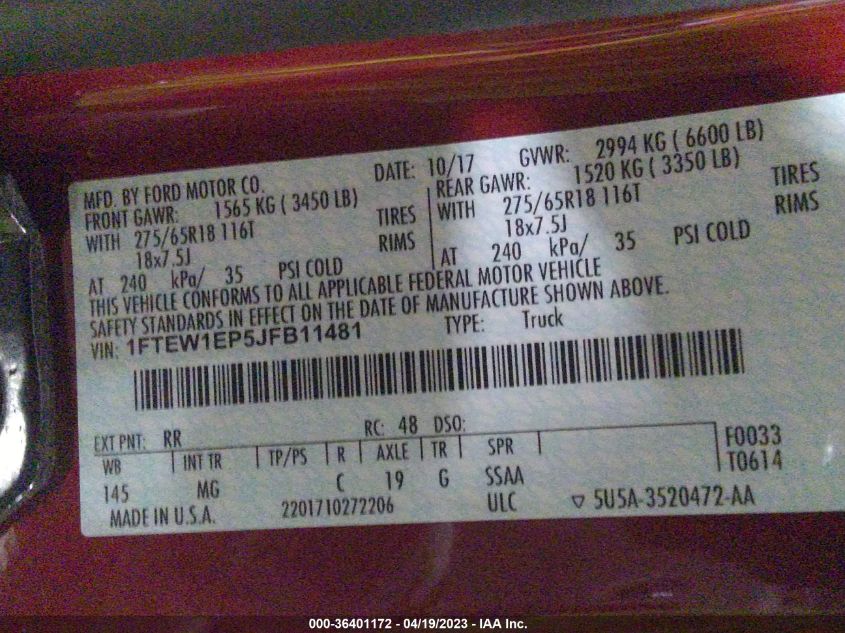 MFD. BY FORD MOTOR CO. DATE: 10/17 GVWR: 2994 KG ( 6600 LB)
FRONT GAWR: 1565 KG ( 3450 LB) REAR GAWR: 1520 KG ( 3350 LB)
WITH 275/65R18 116T TIRES WITH 275/65R18 116T TIRES
18x7.5J RIMS 18x7.5J RIMS
AT 240 kPa/ 35 PSI COLD AT 240 kPa/ 35 PSI COLD
THIS VEHICLE CONFORMS TO ALL APPLICABLE FEDERAL MOTOR VEHICLE
SAFETY STANDARDS IN EFFECT ON THE DATE OF MANUFACTURE SHOWN ABOVE.
VIN: 1FTEW1EP5JFB11481 TYPE: Truck
EXT PNT: RR RC: 48 DSO:
WB INT TR TP/PS R AXLE TR SPR F0033
145 MG C 19 G SSAA T0614
MADE IN U.S.A. 2201710272206 ULC ▽ 5U5A-3520472-AA
000-36401172 - 04/19/2023 - IAA Inc.